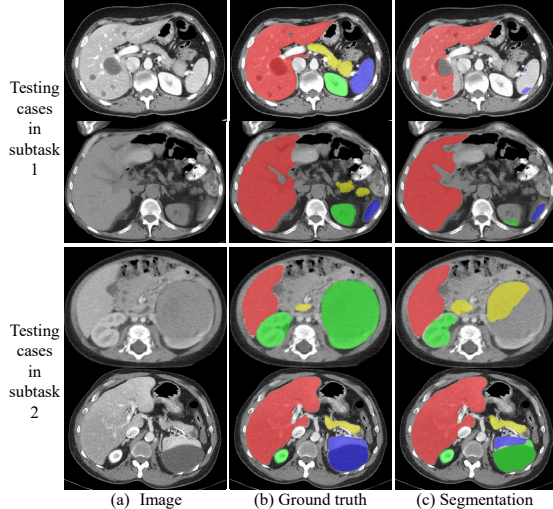 Testing
cases
in
subtask
1
Testing
cases
in
subtask
2
(a) Image
(b) Ground truth
(c) Segmentation